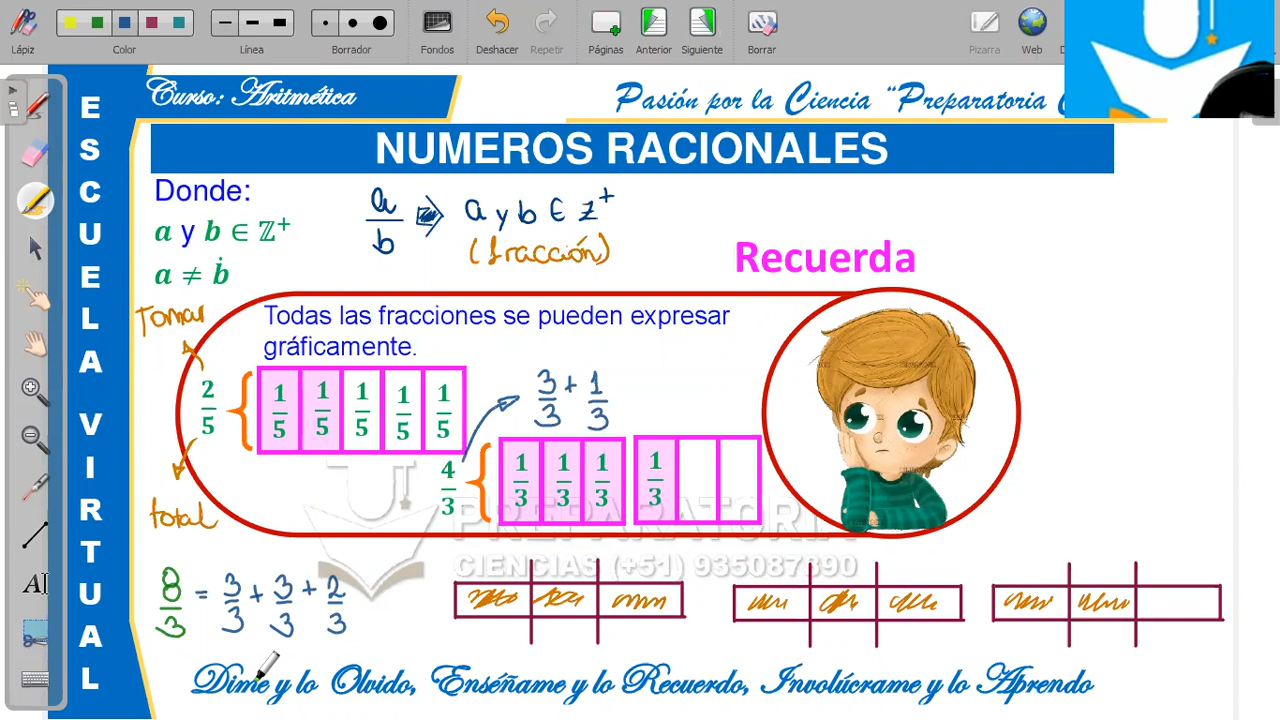 Lápiz Color Línea Borrador Fondos Deshacer Repetir Páginas Anterior Siguiente Borrar Pizarra Web
Curso: Aritmética
Pasión por la Ciencia “Preparatoria
ESCUELA VIRTUAL
NUMEROS RACIONALES
Donde:
a y b ∈ ℤ⁺
a ≠ ḃ
a/b ⇒ a y b ∈ Z⁺
(fracción)
Recuerda
Tomar
Todas las fracciones se pueden expresar
gráficamente.
2/5 { 1/5 1/5 1/5 1/5 1/5
3/3 + 1/3
4/3 { 1/3 1/3 1/3 1/3
total
PREPARATORIA
CIENCIAS (+51) 935087390
8/3 = 3/3 + 3/3 + 2/3
Dime y lo Olvido, Enséñame y lo Recuerdo, Involúcrame y lo Aprendo